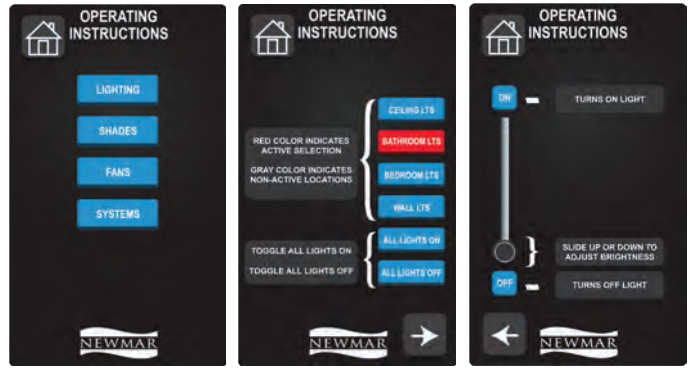 OPERATING
INSTRUCTIONS
LIGHTING
SHADES
FANS
SYSTEMS
NEWMAR
OPERATING
INSTRUCTIONS
CEILING LTS
RED COLOR INDICATES
ACTIVE SELECTION
BATHROOM LTS
GRAY COLOR INDICATES
NON-ACTIVE LOCATIONS
BEDROOM LTS
WALL LTS
TOGGLE ALL LIGHTS ON
ALL LIGHTS ON
TOGGLE ALL LIGHTS OFF
ALL LIGHTS OFF
NEWMAR
OPERATING
INSTRUCTIONS
ON
TURNS ON LIGHT
SLIDE UP OR DOWN TO
ADJUST BRIGHTNESS
OFF
TURNS OFF LIGHT
NEWMAR